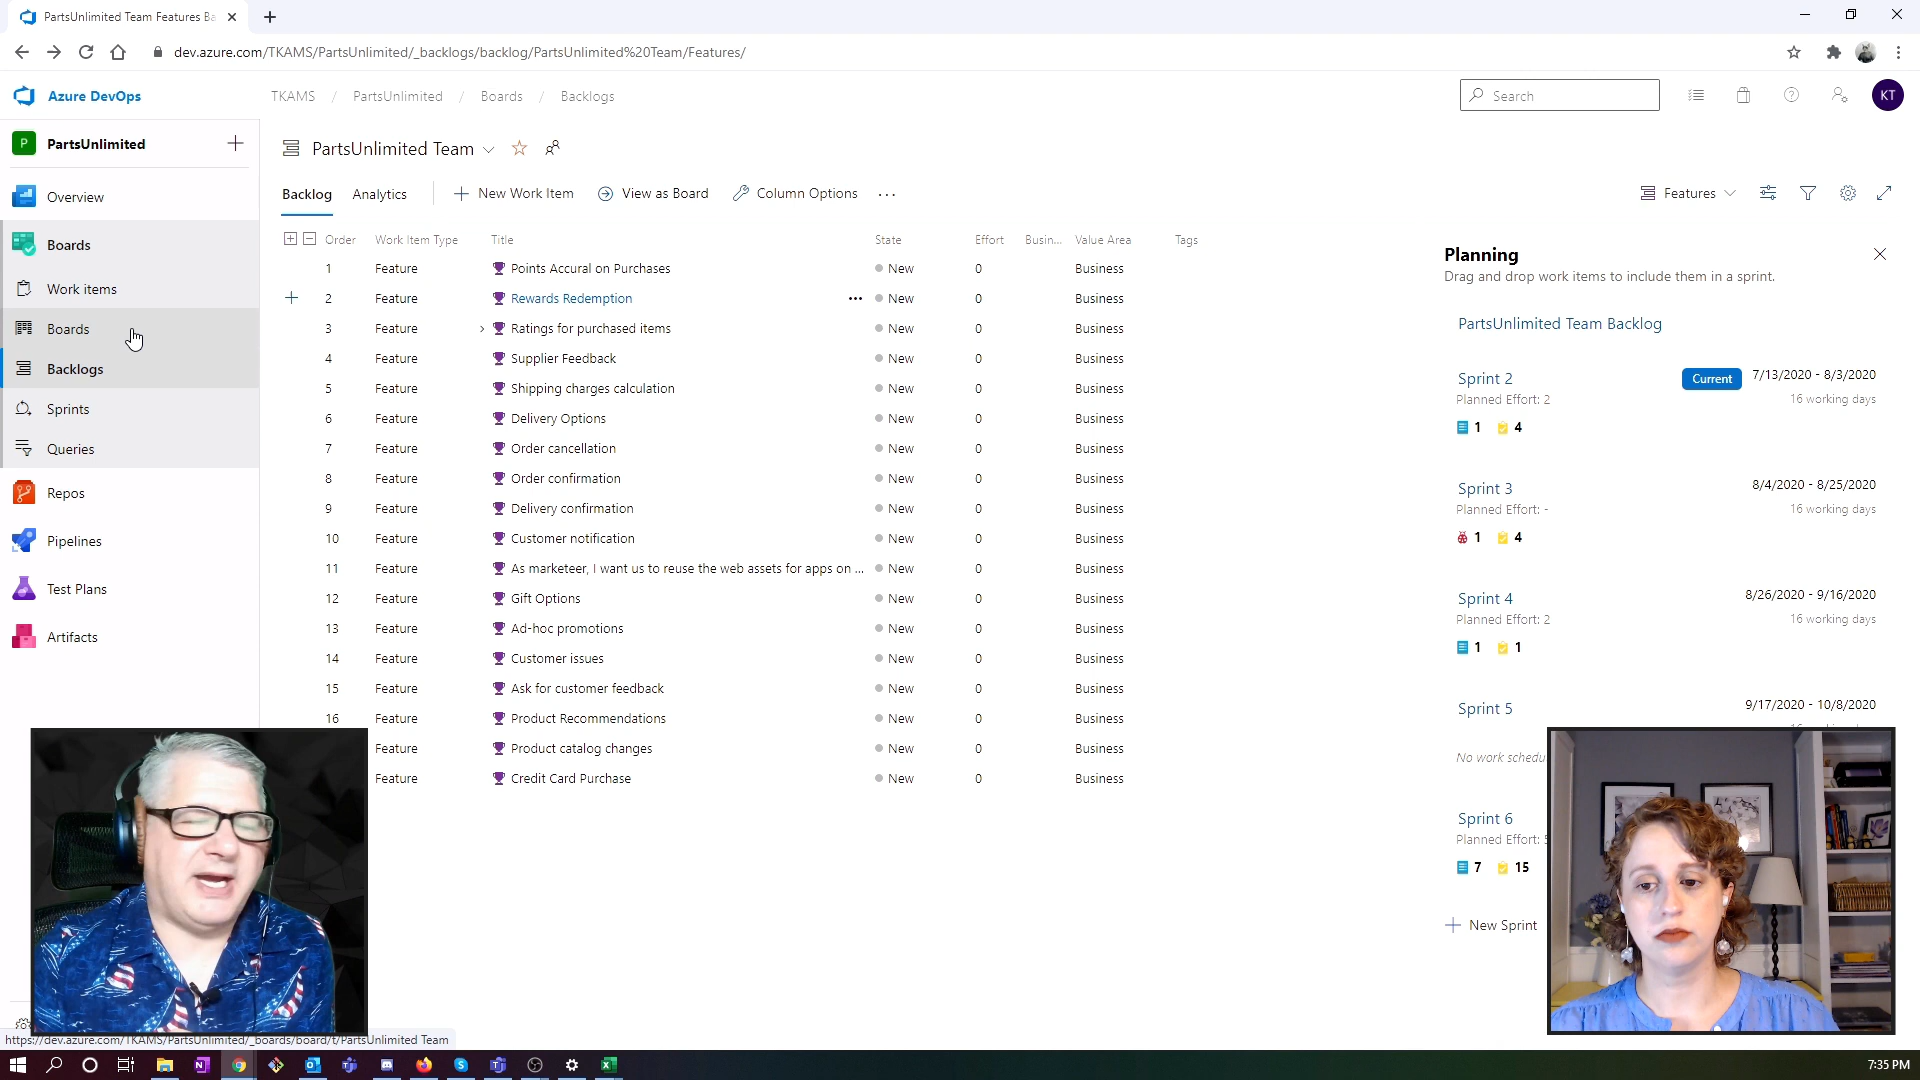 PartsUnlimited Team Features Ba
dev.azure.com/TKAMS/PartsUnlimited/_backlogs/backlog/PartsUnlimited%20Team/Features/
Azure DevOps
TKAMS / PartsUnlimited / Boards / Backlogs
Search
KT
P PartsUnlimited
Overview
Boards
Work items
Boards
Backlogs
Sprints
Queries
Repos
Pipelines
Test Plans
Artifacts
PartsUnlimited Team
Backlog Analytics New Work Item View as Board Column Options ...
Features
Order Work Item Type Title State Effort Busin... Value Area Tags
1 Feature Points Accural on Purchases New 0 Business
2 Feature Rewards Redemption ... New 0 Business
3 Feature Ratings for purchased items New 0 Business
4 Feature Supplier Feedback New 0 Business
5 Feature Shipping charges calculation New 0 Business
6 Feature Delivery Options New 0 Business
7 Feature Order cancellation New 0 Business
8 Feature Order confirmation New 0 Business
9 Feature Delivery confirmation New 0 Business
10 Feature Customer notification New 0 Business
11 Feature As marketeer, I want us to reuse the web assets for apps on ... New 0 Business
12 Feature Gift Options New 0 Business
13 Feature Ad-hoc promotions New 0 Business
14 Feature Customer issues New 0 Business
15 Feature Ask for customer feedback New 0 Business
16 Feature Product Recommendations New 0 Business
Feature Product catalog changes New 0 Business
Feature Credit Card Purchase New 0 Business
Planning
Drag and drop work items to include them in a sprint.
PartsUnlimited Team Backlog
Sprint 2 Current 7/13/2020 - 8/3/2020
Planned Effort: 2 16 working days
1 4
Sprint 3 8/4/2020 - 8/25/2020
Planned Effort: - 16 working days
1 4
Sprint 4 8/26/2020 - 9/16/2020
Planned Effort: 2 16 working days
1 1
Sprint 5 9/17/2020 - 10/8/2020
No work schedu
Sprint 6
Planned Effort:
7 15
New Sprint
https://dev.azure.com/TKAMS/PartsUnlimited/_boards/board/t/PartsUnlimited Team
7:35 PM